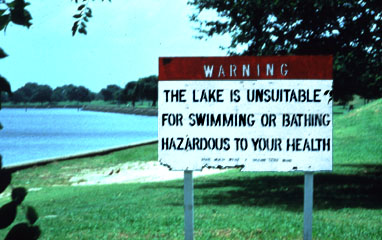 WARNING
THE LAKE IS UNSUITABLE
FOR SWIMMING OR BATHING
HAZARDOUS TO YOUR HEALTH